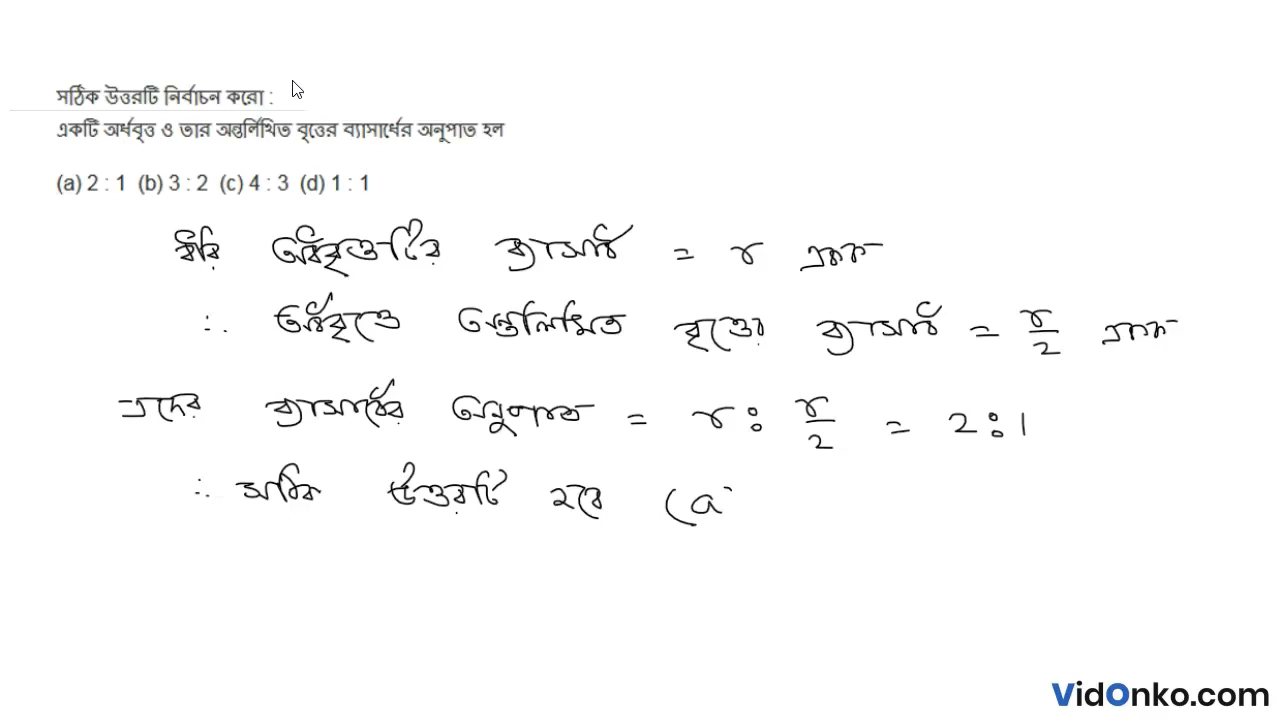 সঠিক উত্তরটি নির্বাচন করো :
একটি অর্ধবৃত্ত ও তার অন্তর্লিখিত বৃত্তের ব্যাসার্ধের অনুপাত হল
(a) 2 : 1 (b) 3 : 2 (c) 4 : 3 (d) 1 : 1
ধরি অর্ধবৃত্তটির ব্যাসার্ধ = r একক
∴ অর্ধবৃত্তে অন্তর্লিখিত বৃত্তের ব্যাসার্ধ = r/2 একক
এদের ব্যাসার্ধের অনুপাত = r : r/2 = 2 : 1
∴ সঠিক উত্তরটি হবে (a
VidOnko.com